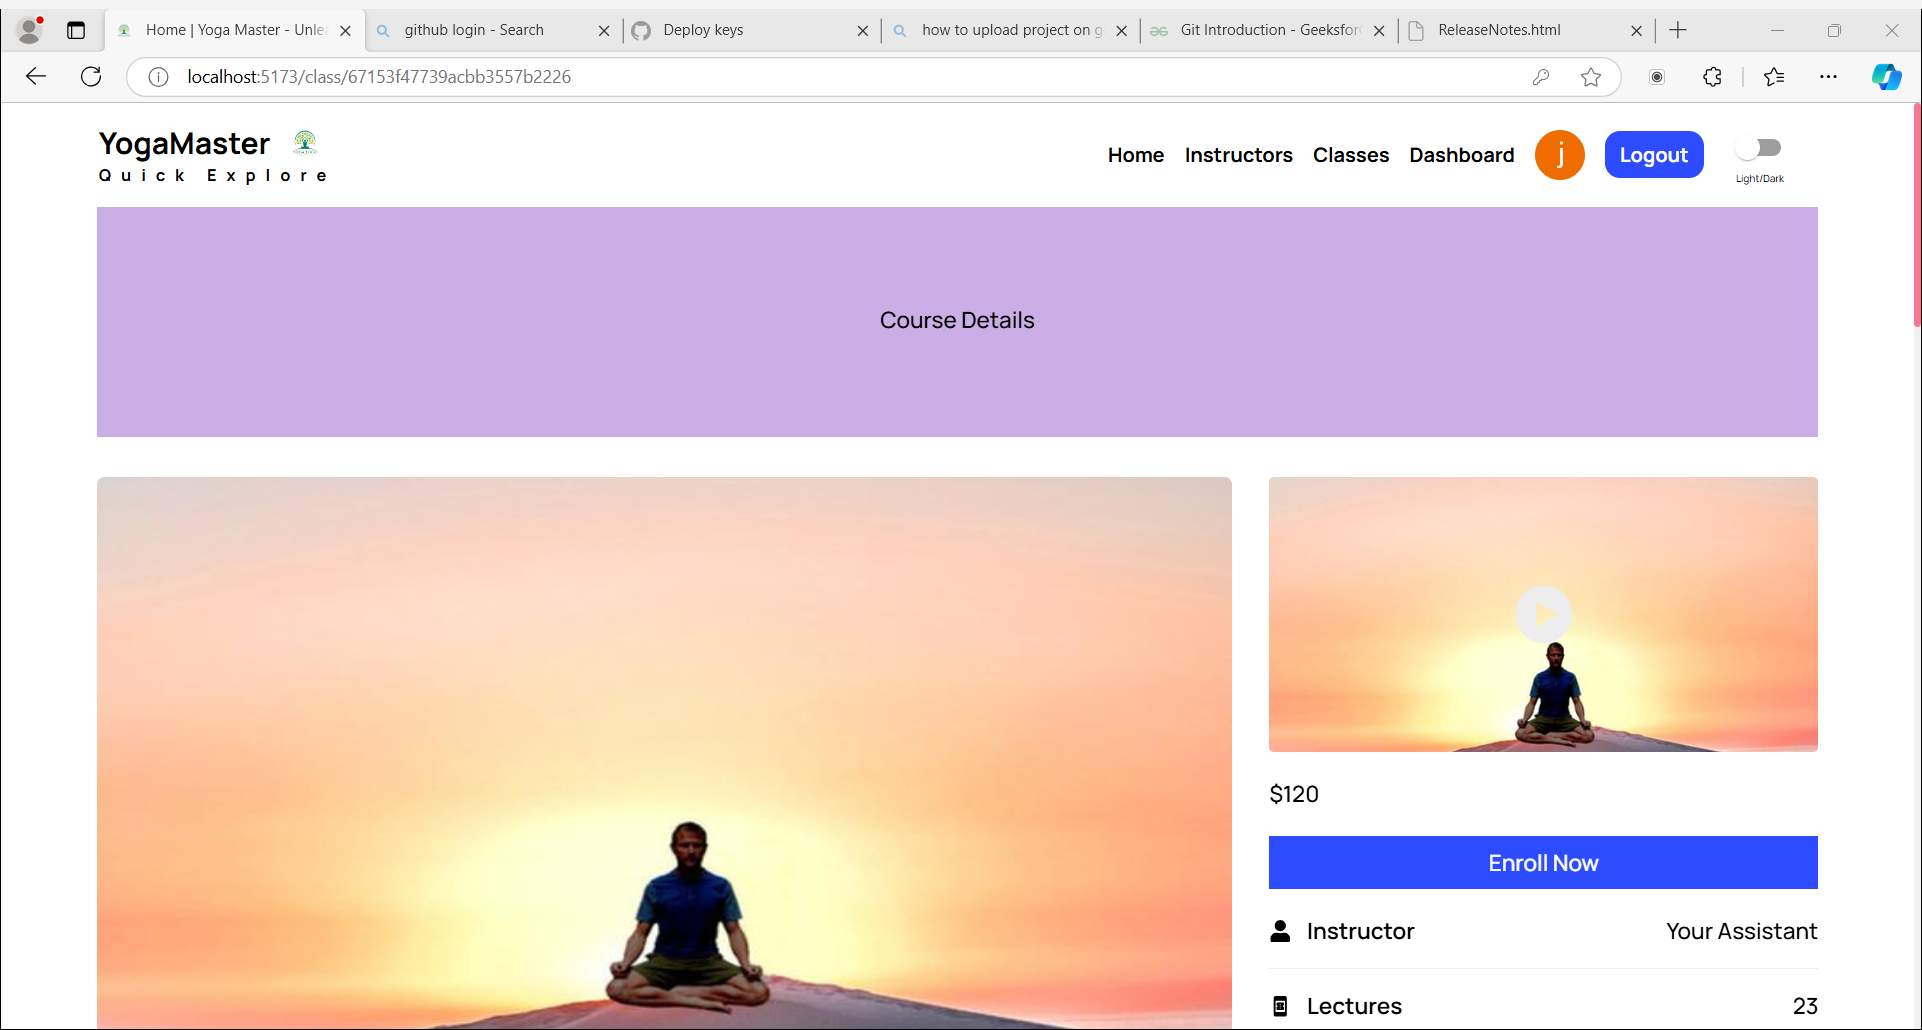 Home | Yoga Master - Unlea
github login - Search
Deploy keys
how to upload project on g
Git Introduction - GeeksforG
ReleaseNotes.html
localhost:5173/class/67153f47739acbb3557b2226
YogaMaster
Quick Explore
Home
Instructors
Classes
Dashboard
j
Logout
Light/Dark
Course Details
$120
Enroll Now
Instructor
Your Assistant
Lectures
23